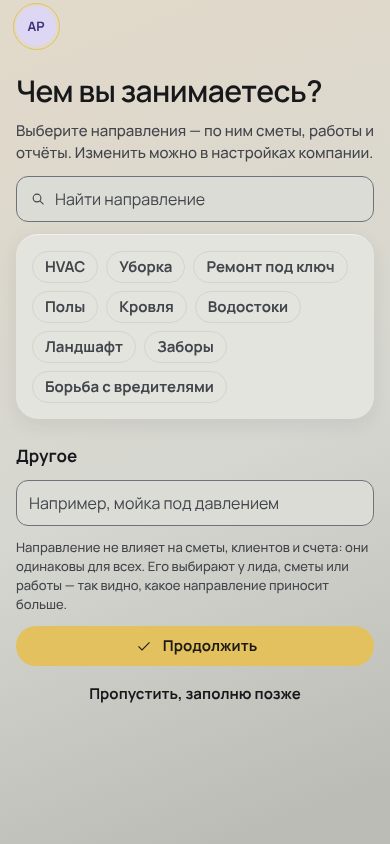 AP
Чем вы занимаетесь?
Выберите направления — по ним сметы, работы и
отчёты. Изменить можно в настройках компании.
Найти направление
HVAC Уборка Ремонт под ключ
Полы Кровля Водостоки
Ландшафт Заборы
Борьба с вредителями
Другое
Например, мойка под давлением
Направление не влияет на сметы, клиентов и счета: они
одинаковы для всех. Его выбирают у лида, сметы или
работы — так видно, какое направление приносит
больше.
Продолжить
Пропустить, заполню позже